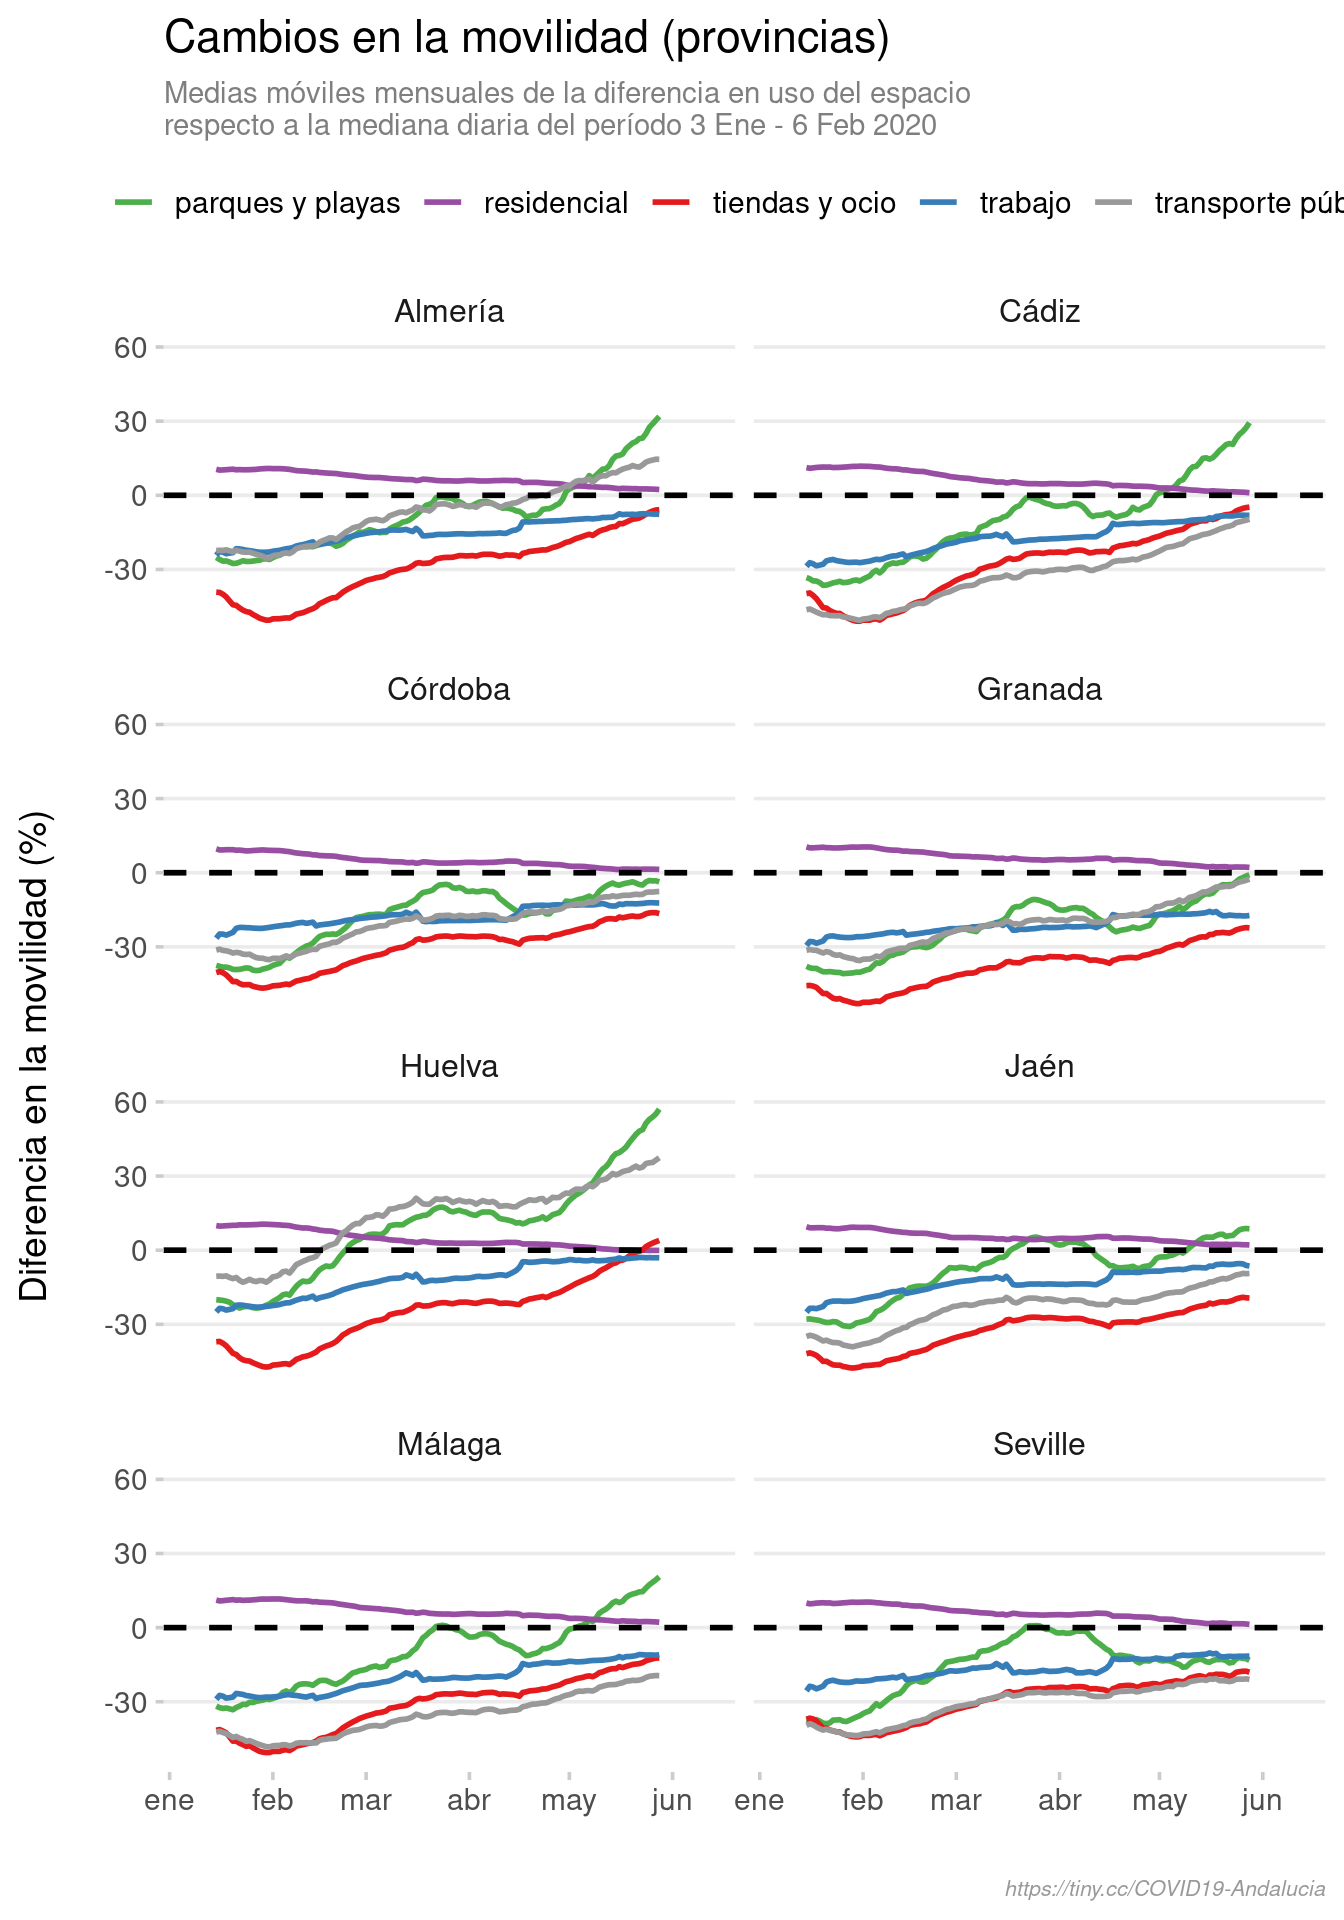 Cambios en la movilidad (provincias)
Medias móviles mensuales de la diferencia en uso del espacio
respecto a la mediana diaria del período 3 Ene - 6 Feb 2020
parques y playas residencial tiendas y ocio trabajo transporte púb
Almería Cádiz
60
30
0
-30
Córdoba Granada
60
30
0
-30
Diferencia en la movilidad (%)
Huelva Jaén
60
30
0
-30
Málaga Seville
60
30
0
-30
ene feb mar abr may jun ene feb mar abr may jun
https://tiny.cc/COVID19-Andalucia